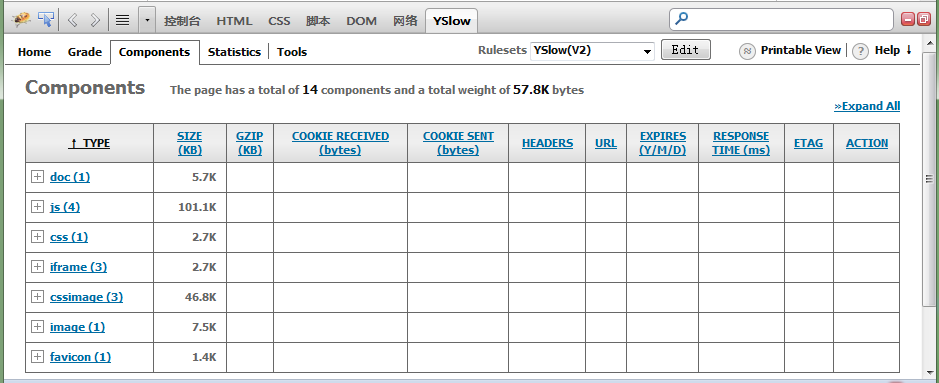 控制台 HTML CSS 脚本 DOM 网络 YSlow
Home Grade Components Statistics Tools Rulesets YSlow(V2) Edit Printable View Help ↓
Components The page has a total of 14 components and a total weight of 57.8K bytes
»Expand All
↑ TYPE SIZE (KB) GZIP (KB) COOKIE RECEIVED (bytes) COOKIE SENT (bytes) HEADERS URL EXPIRES (Y/M/D) RESPONSE TIME (ms) ETAG ACTION
doc (1) 5.7K
js (4) 101.1K
css (1) 2.7K
iframe (3) 2.7K
cssimage (3) 46.8K
image (1) 7.5K
favicon (1) 1.4K